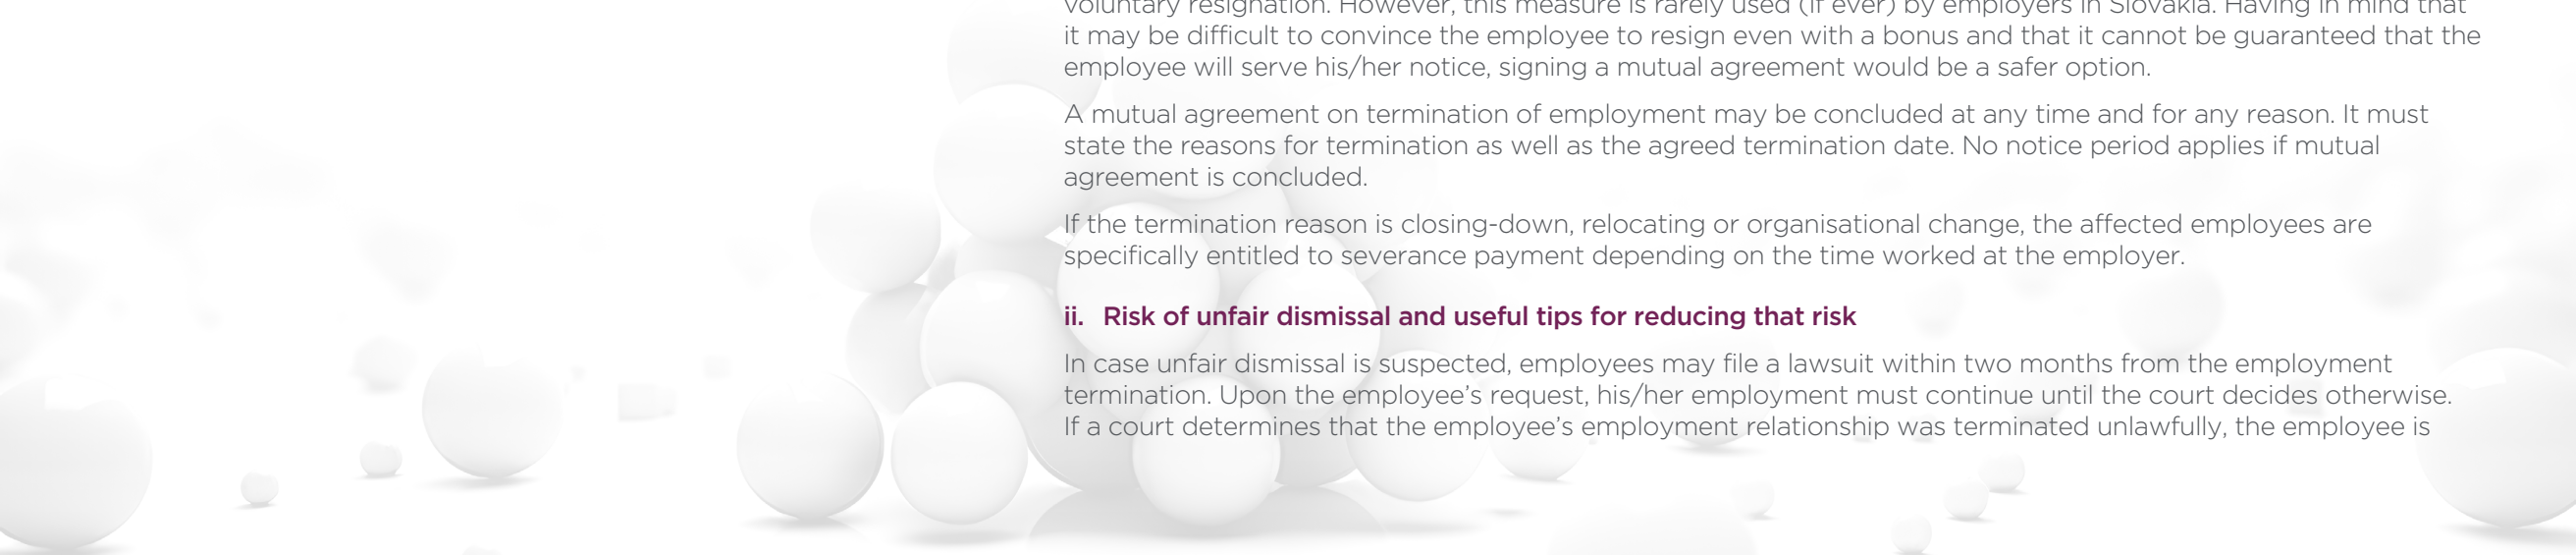 voluntary resignation. However, this measure is rarely used (if ever) by employers in Slovakia. Having in mind that
it may be difficult to convince the employee to resign even with a bonus and that it cannot be guaranteed that the
employee will serve his/her notice, signing a mutual agreement would be a safer option.
A mutual agreement on termination of employment may be concluded at any time and for any reason. It must
state the reasons for termination as well as the agreed termination date. No notice period applies if mutual
agreement is concluded.
If the termination reason is closing-down, relocating or organisational change, the affected employees are
specifically entitled to severance payment depending on the time worked at the employer.
ii. Risk of unfair dismissal and useful tips for reducing that risk
In case unfair dismissal is suspected, employees may file a lawsuit within two months from the employment
termination. Upon the employee’s request, his/her employment must continue until the court decides otherwise.
If a court determines that the employee’s employment relationship was terminated unlawfully, the employee is